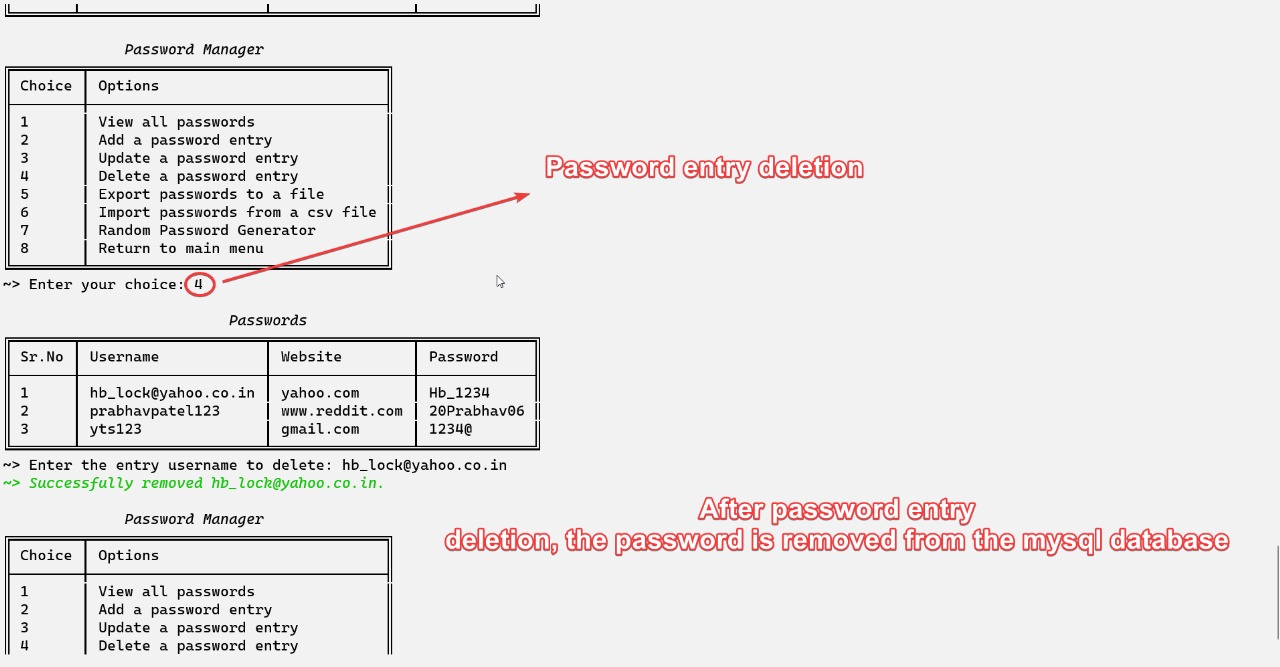 Password Manager
Choice Options
1 View all passwords
2 Add a password entry
3 Update a password entry
4 Delete a password entry
5 Export passwords to a file
6 Import passwords from a csv file
7 Random Password Generator
8 Return to main menu
Password entry deletion
~> Enter your choice: 4
Passwords
Sr.No Username Website Password
1 hb_lock@yahoo.co.in yahoo.com Hb_1234
2 prabhavpatel123 www.reddit.com 20Prabhav06
3 yts123 gmail.com 1234@
~> Enter the entry username to delete: hb_lock@yahoo.co.in
~> Successfully removed hb_lock@yahoo.co.in.
After password entry
deletion, the password is removed from the mysql database
Password Manager
Choice Options
1 View all passwords
2 Add a password entry
3 Update a password entry
4 Delete a password entry